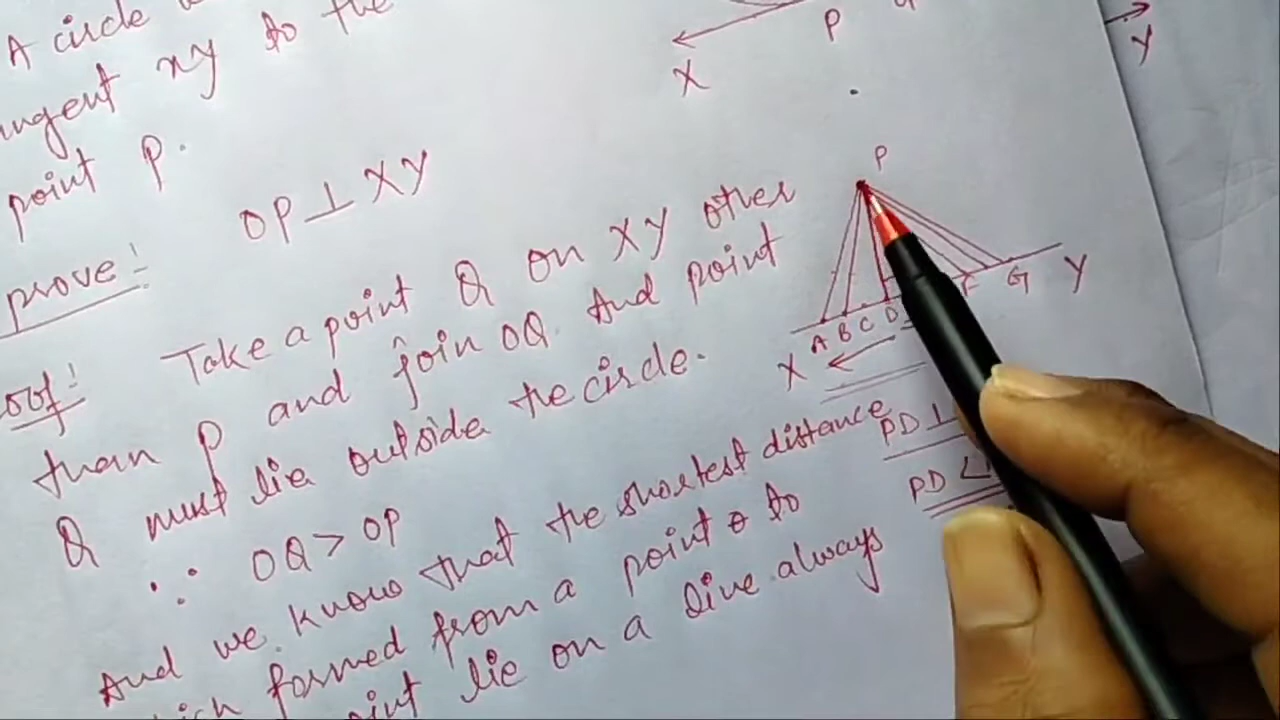 A circle
tangent XY to the
point P.
prove: OP ⊥ XY
Take a point Q on XY other
than P and join OQ. And point
Q must lie outside the circle.
∴ OQ > OP
And we know that the shortest distance
formed from a point to
point lie on a line always
X P
Y
P
A B C D F G Y
X
PD ⊥
PD <